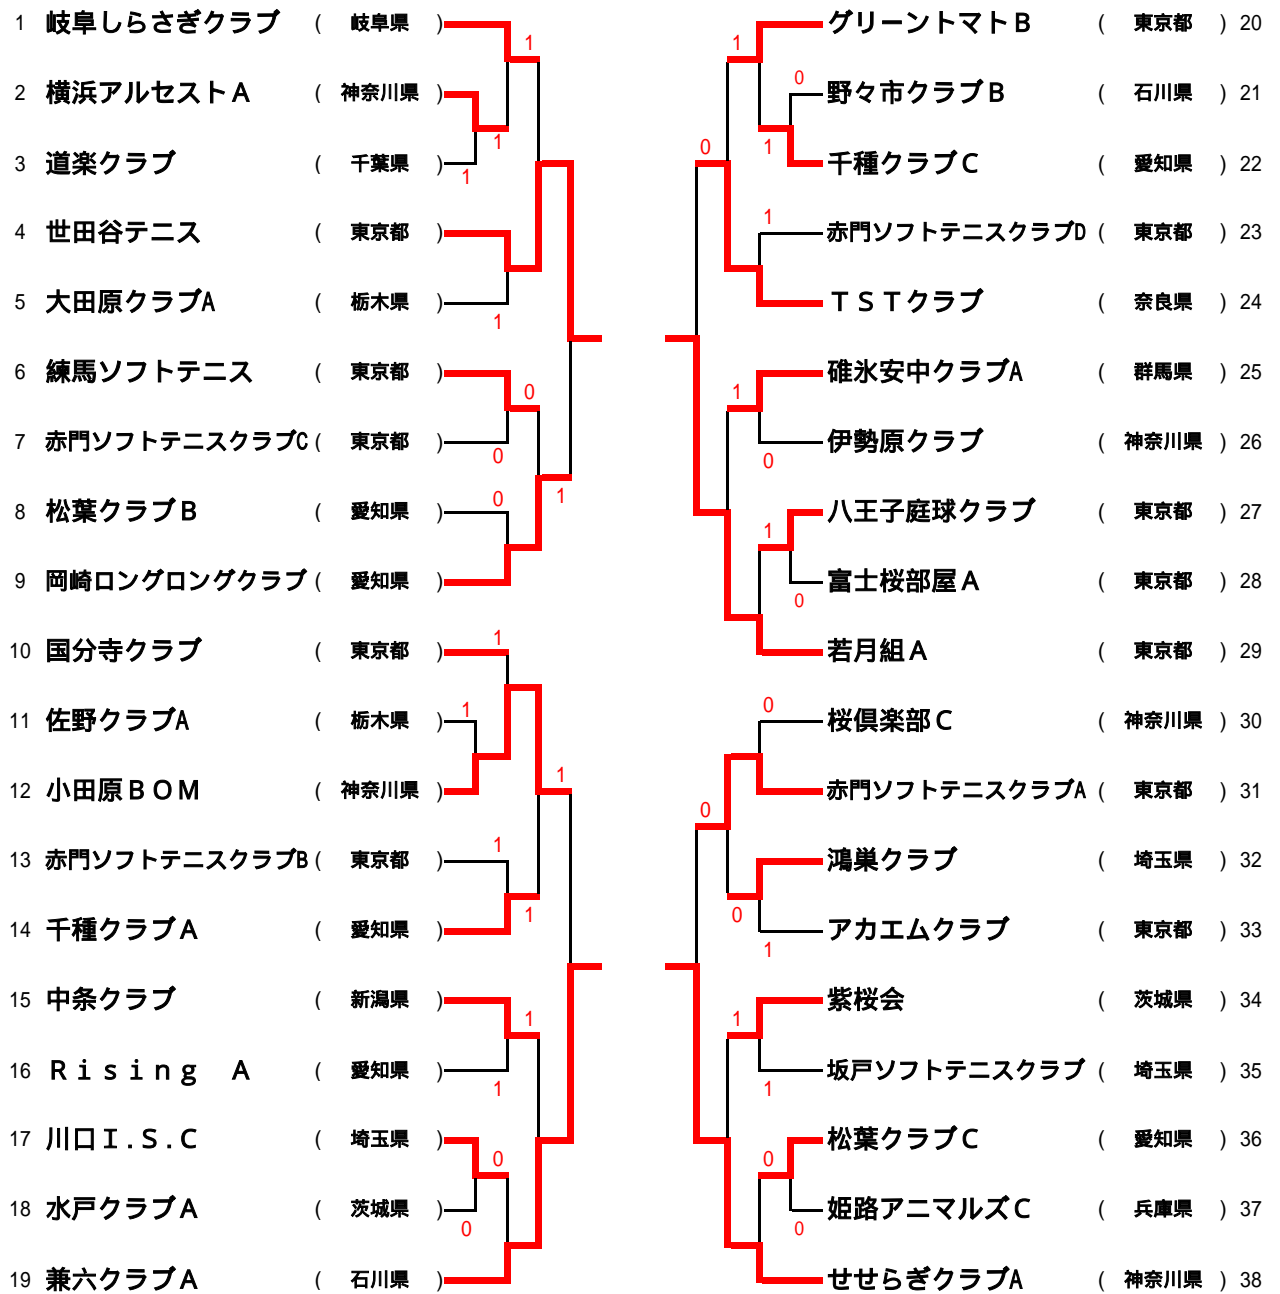 1 岐阜しらさぎクラブ ( 岐阜県 ) グリーントマトＢ ( 東京都 ) 20
1 1
0
2 横浜アルセストＡ ( 神奈川県 ) 野々市クラブＢ ( 石川県 ) 21
1 0 1
3 道楽クラブ ( 千葉県 ) 千種クラブＣ ( 愛知県 ) 22
1
1
4 世田谷テニス ( 東京都 ) 赤門ソフトテニスクラブD ( 東京都 ) 23
5 大田原クラブA ( 栃木県 ) ＴＳＴクラブ ( 奈良県 ) 24
1
6 練馬ソフトテニス ( 東京都 ) 碓氷安中クラブA ( 群馬県 ) 25
0 1
7 赤門ソフトテニスクラブC ( 東京都 ) 伊勢原クラブ ( 神奈川県 ) 26
0 0
0 1
8 松葉クラブＢ ( 愛知県 ) 八王子庭球クラブ ( 東京都 ) 27
1
9 岡崎ロングロングクラブ ( 愛知県 ) 富士桜部屋Ａ ( 東京都 ) 28
0
1
10 国分寺クラブ ( 東京都 ) 若月組Ａ ( 東京都 ) 29
1 0
11 佐野クラブA ( 栃木県 ) 桜倶楽部Ｃ ( 神奈川県 ) 30
1
12 小田原ＢＯＭ ( 神奈川県 ) 赤門ソフトテニスクラブA ( 東京都 ) 31
0
1
13 赤門ソフトテニスクラブB ( 東京都 ) 鴻巣クラブ ( 埼玉県 ) 32
1 0
14 千種クラブＡ ( 愛知県 ) アカエムクラブ ( 東京都 ) 33
1
15 中条クラブ ( 新潟県 ) 紫桜会 ( 茨城県 ) 34
1 1
16 Ｒｉｓｉｎｇ　Ａ ( 愛知県 ) 坂戸ソフトテニスクラブ ( 埼玉県 ) 35
1 1
17 川口Ｉ.Ｓ.Ｃ ( 埼玉県 ) 松葉クラブＣ ( 愛知県 ) 36
0 0
18 水戸クラブＡ ( 茨城県 ) 姫路アニマルズＣ ( 兵庫県 ) 37
0 0
19 兼六クラブＡ ( 石川県 ) せせらぎクラブA ( 神奈川県 ) 38